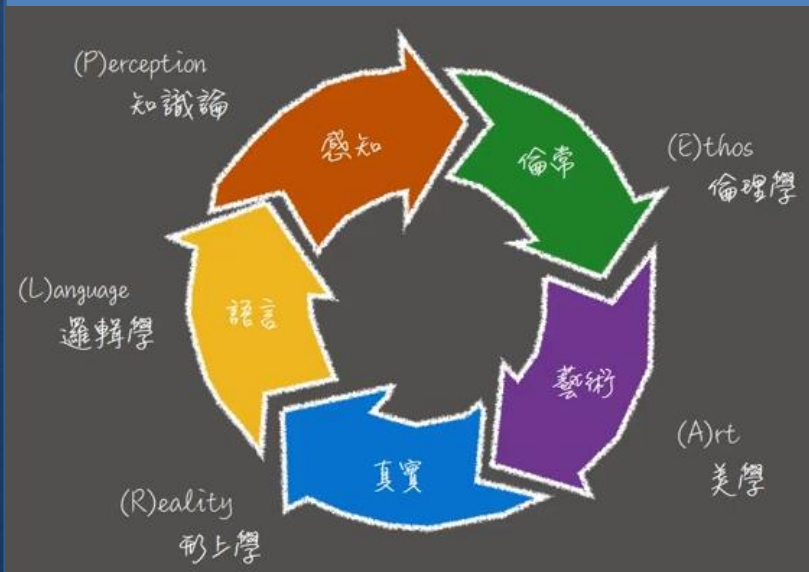 (P)erception
知識論
感知
倫常
(E)thos
倫理學
藝術
(A)rt
美學
真實
(R)eality
形上學
語言
(L)anguage
邏輯學